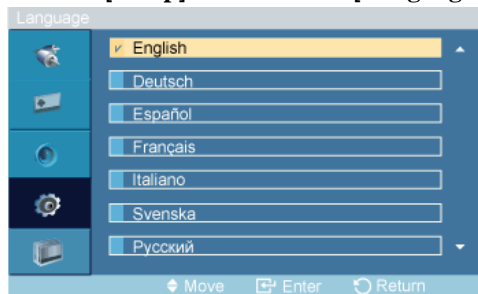 Language
English
Deutsch
Español
Français
Italiano
Svenska
Русский
Move Enter Return